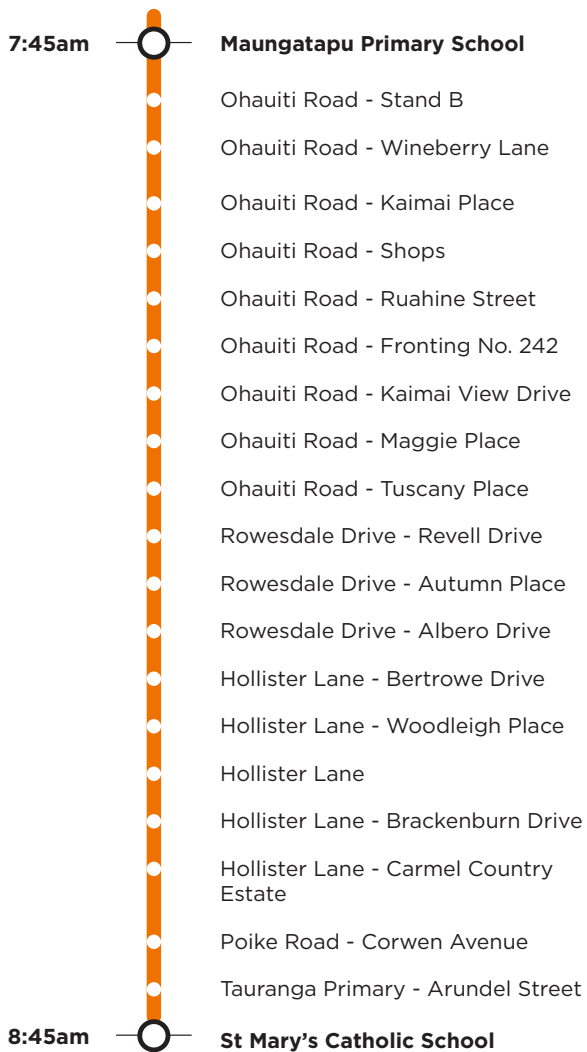 7:45am Maungatapu Primary School
Ohauiti Road - Stand B
Ohauiti Road - Wineberry Lane
Ohauiti Road - Kaimai Place
Ohauiti Road - Shops
Ohauiti Road - Ruahine Street
Ohauiti Road - Fronting No. 242
Ohauiti Road - Kaimai View Drive
Ohauiti Road - Maggie Place
Ohauiti Road - Tuscany Place
Rowesdale Drive - Revell Drive
Rowesdale Drive - Autumn Place
Rowesdale Drive - Albero Drive
Hollister Lane - Bertrowe Drive
Hollister Lane - Woodleigh Place
Hollister Lane
Hollister Lane - Brackenburn Drive
Hollister Lane - Carmel Country
Estate
Poike Road - Corwen Avenue
Tauranga Primary - Arundel Street
8:45am St Mary’s Catholic School